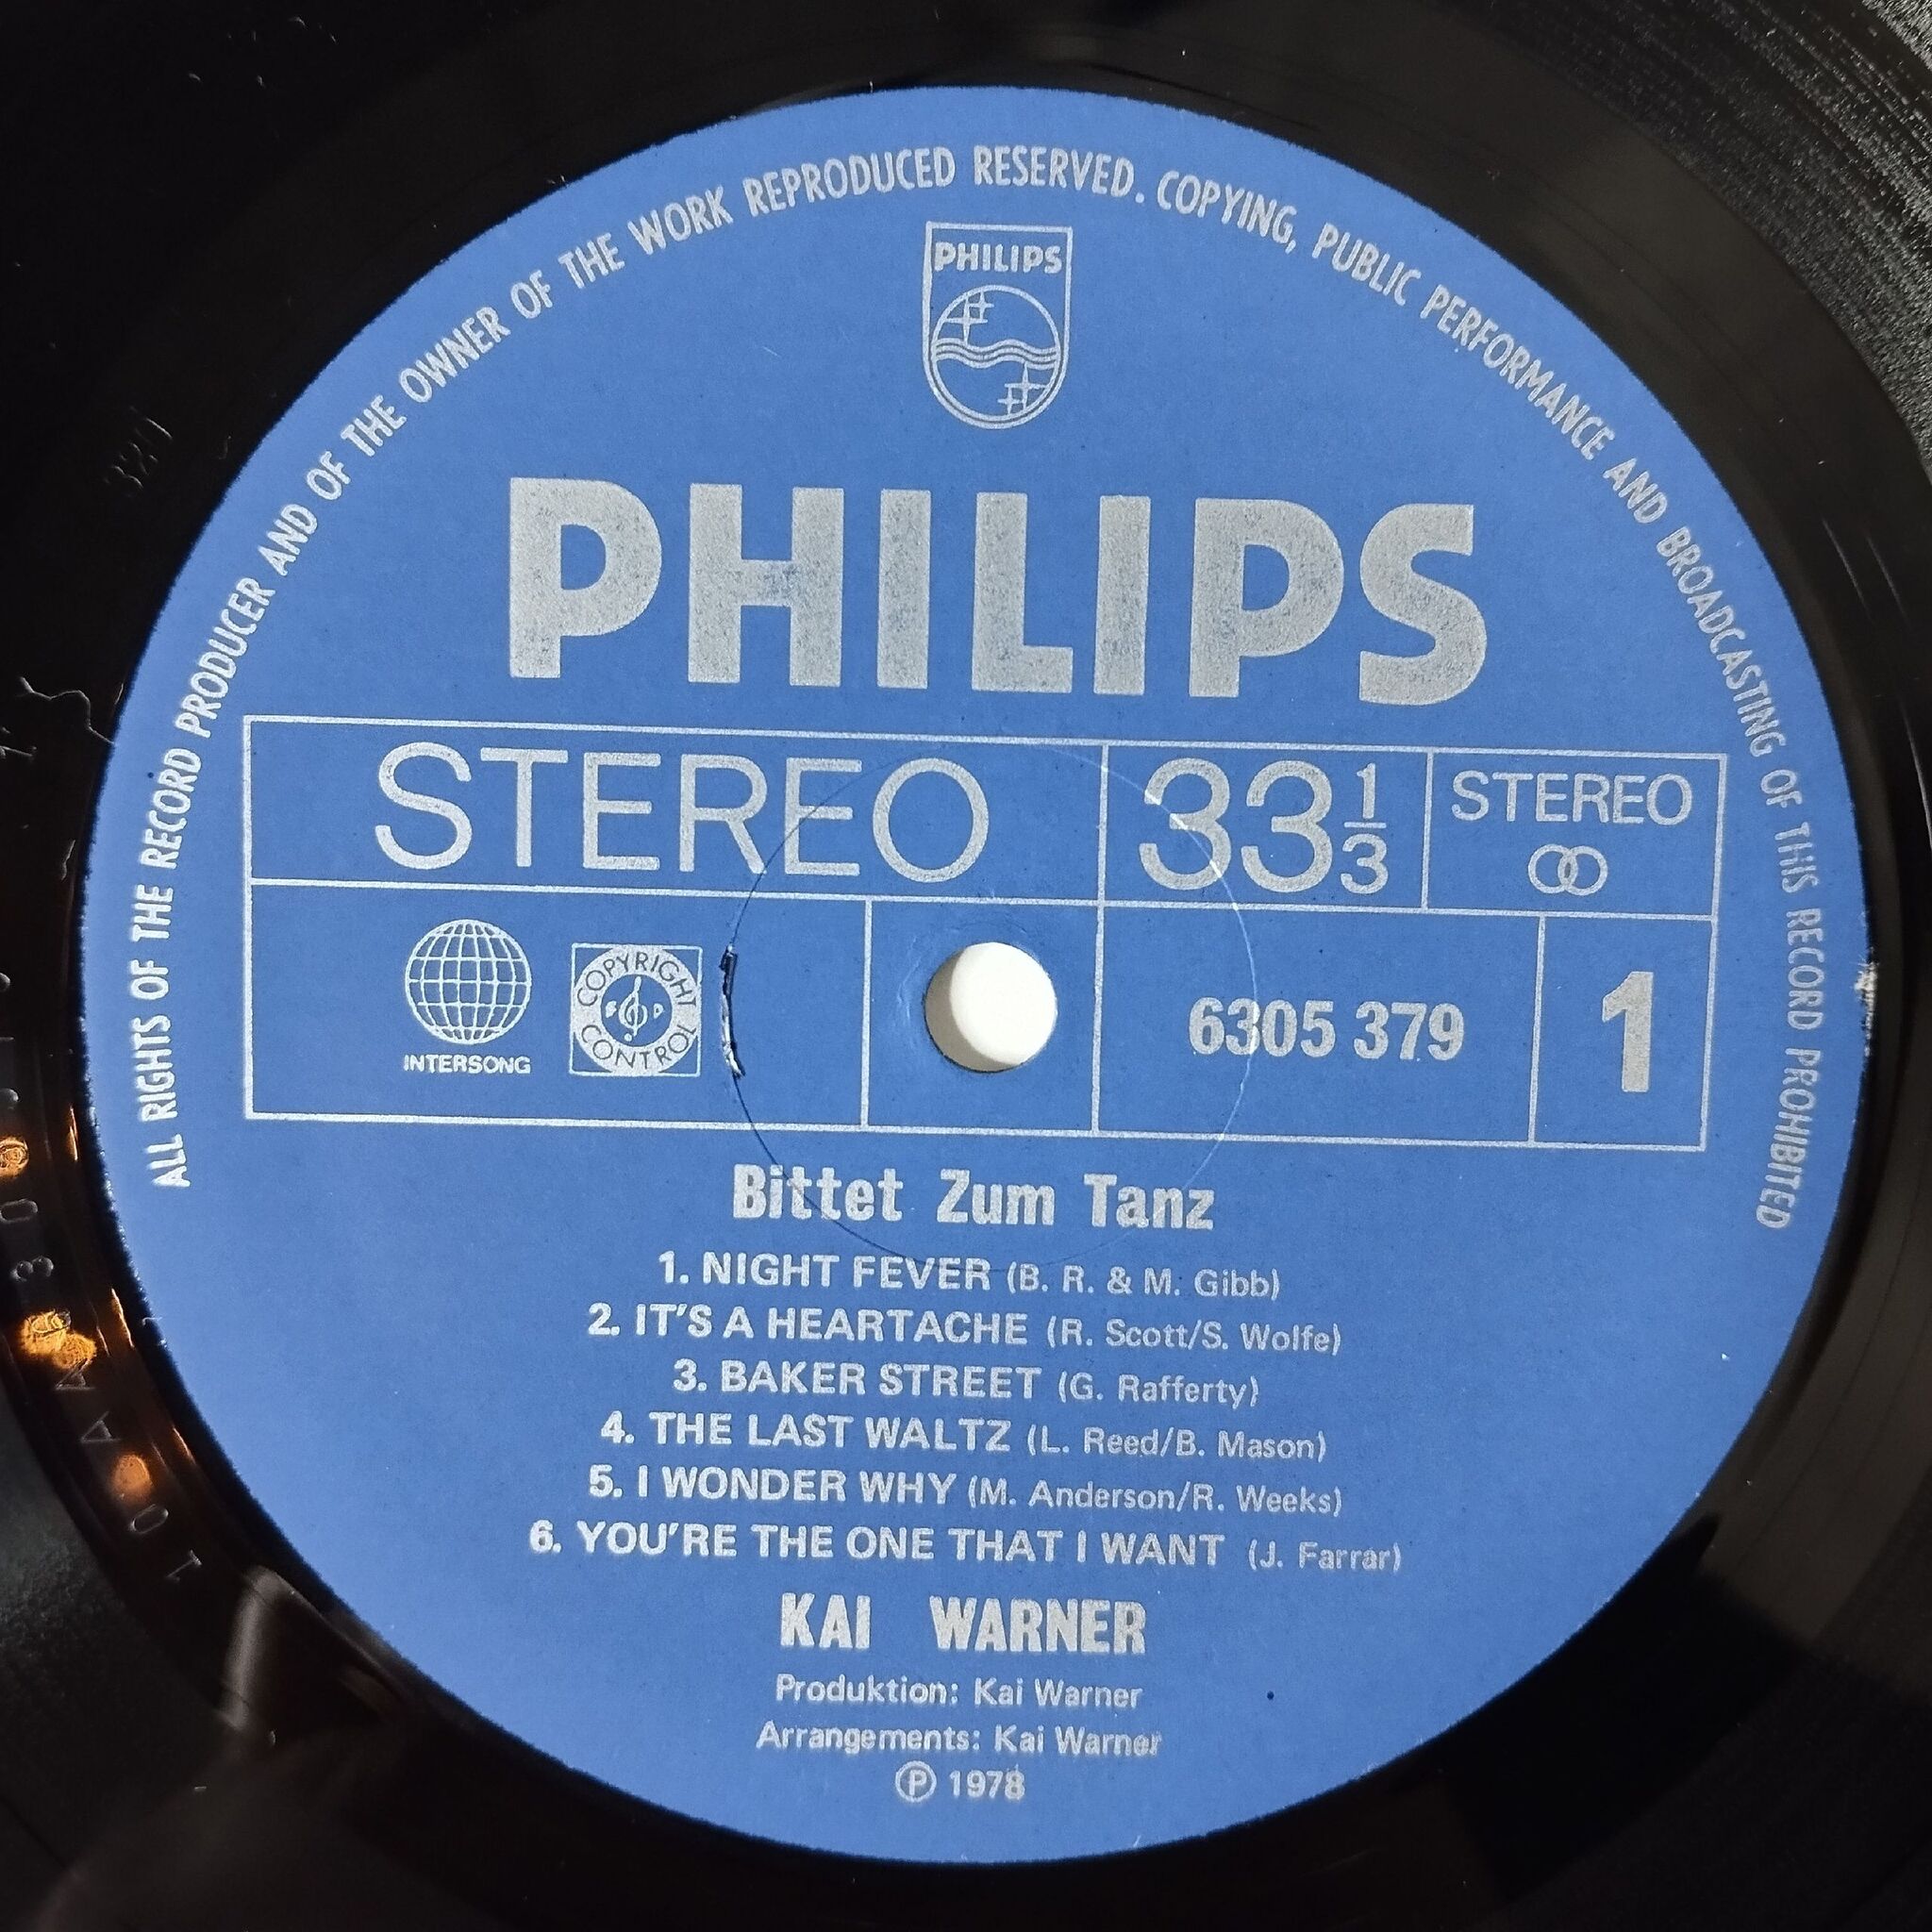 ALL RIGHTS OF THE RECORD PRODUCER AND OF THE OWNER OF THE WORK REPRODUCED RESERVED. COPYING, PUBLIC PERFORMANCE AND BROADCASTING OF THIS RECORD PROHIBITED
PHILIPS
PHILIPS
STEREO 33 1/3 STEREO
INTERSONG COPYRIGHT CONTROL 6305 379 1
Bittet Zum Tanz
1. NIGHT FEVER (B. R. & M. Gibb)
2. IT'S A HEARTACHE (R. Scott/S. Wolfe)
3. BAKER STREET (G. Rafferty)
4. THE LAST WALTZ (L. Reed/B. Mason)
5. I WONDER WHY (M. Anderson/R. Weeks)
6. YOU'RE THE ONE THAT I WANT (J. Farrar)
KAI WARNER
Produktion: Kai Warner
Arrangements: Kai Warner
℗ 1978